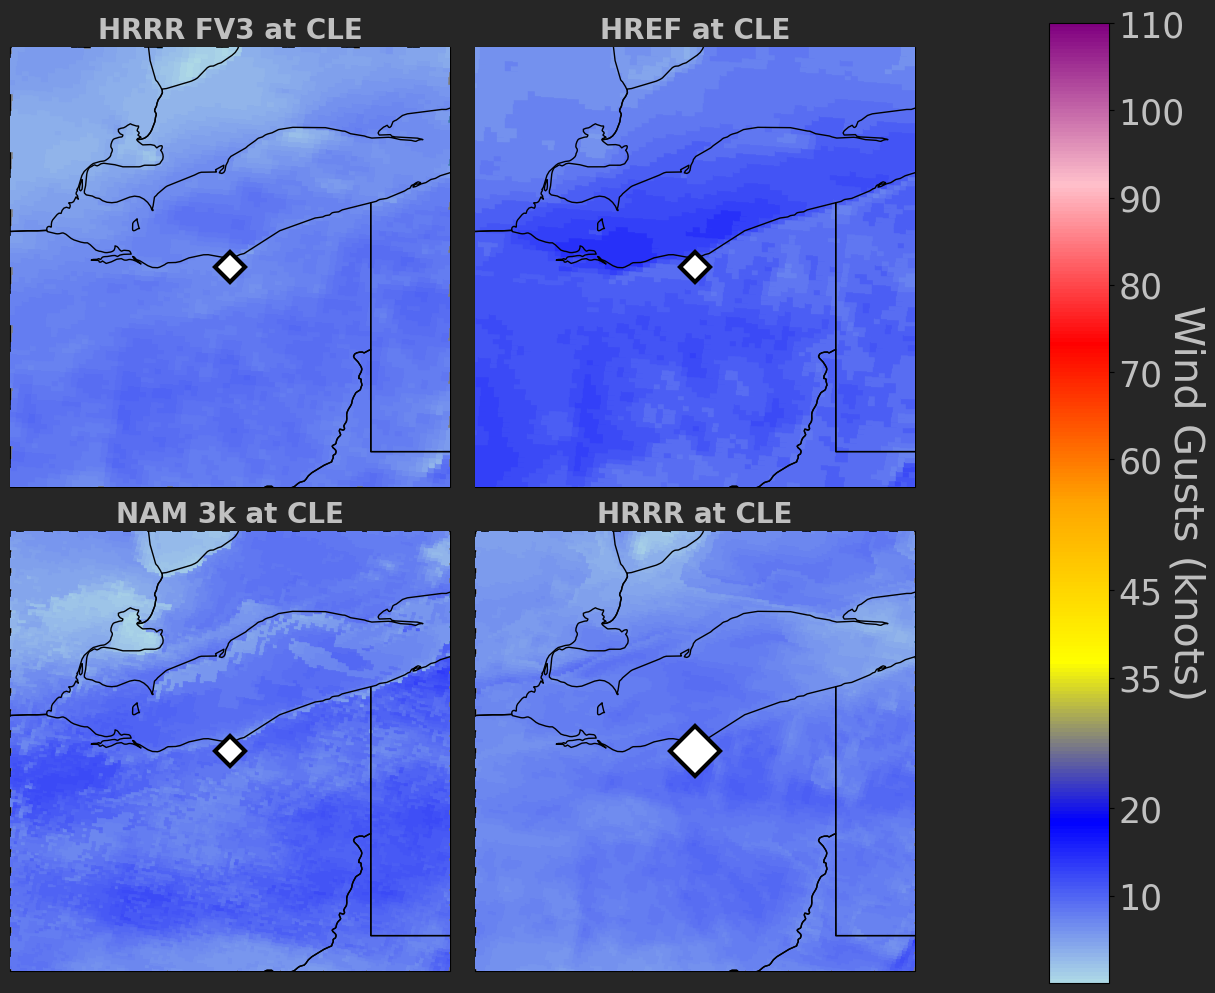 HRRR FV3 at CLE
HREF at CLE
NAM 3k at CLE
HRRR at CLE
110
100
90
80
70
60
45
35
20
10
Wind Gusts (knots)